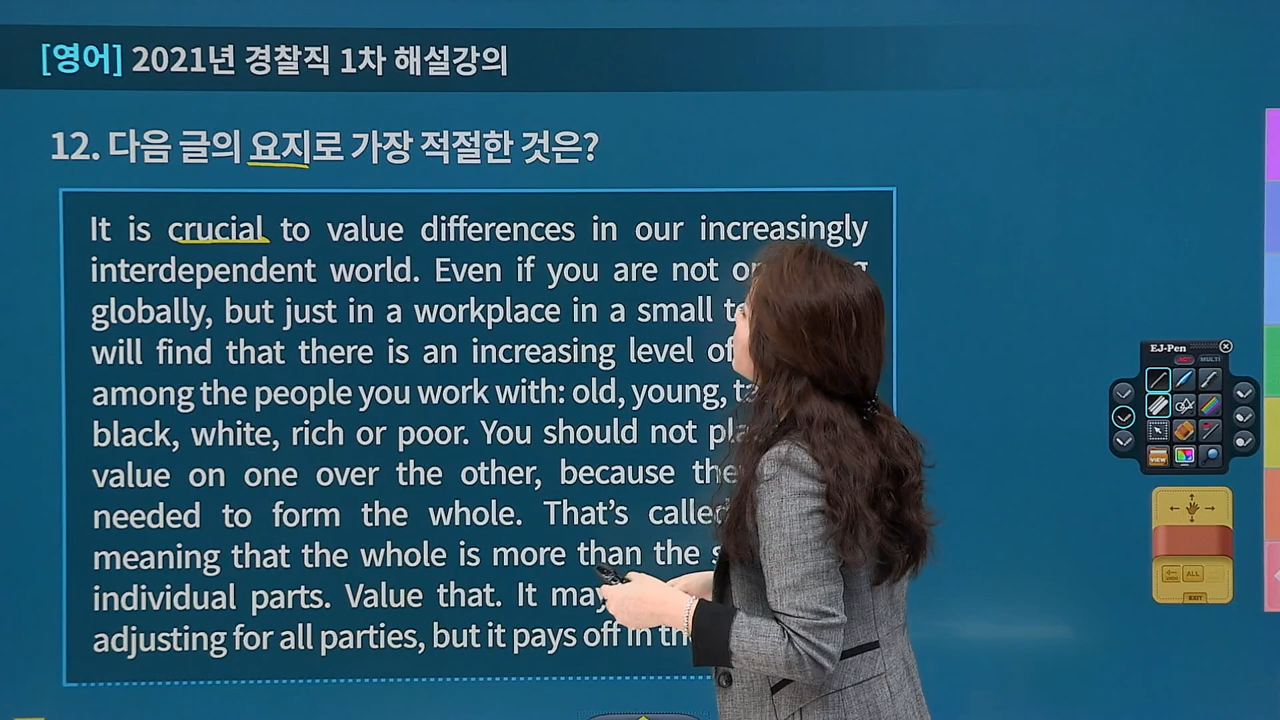 [영어] 2021년 경찰직 1차 해설강의
12. 다음 글의 요지로 가장 적절한 것은?
It is crucial to value differences in our increasingly
interdependent world. Even if you are not
globally, but just in a workplace in a small
will find that there is an increasing level of
among the people you work with: old, young,
black, white, rich or poor. You should not
value on one over the other, because
needed to form the whole. That's called
meaning that the whole is more than the
individual parts. Value that. It may
adjusting for all parties, but it pays off in
EJ-Pen
ACT MULTI
VIEW
UNDO ALL
EXIT